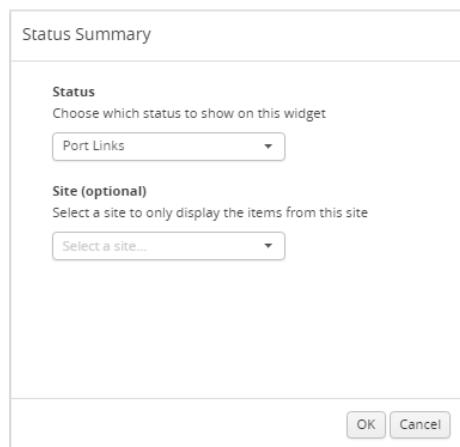 Status Summary
Status
Choose which status to show on this widget
Port Links
Site (optional)
Select a site to only display the items from this site
Select a site...
OK Cancel